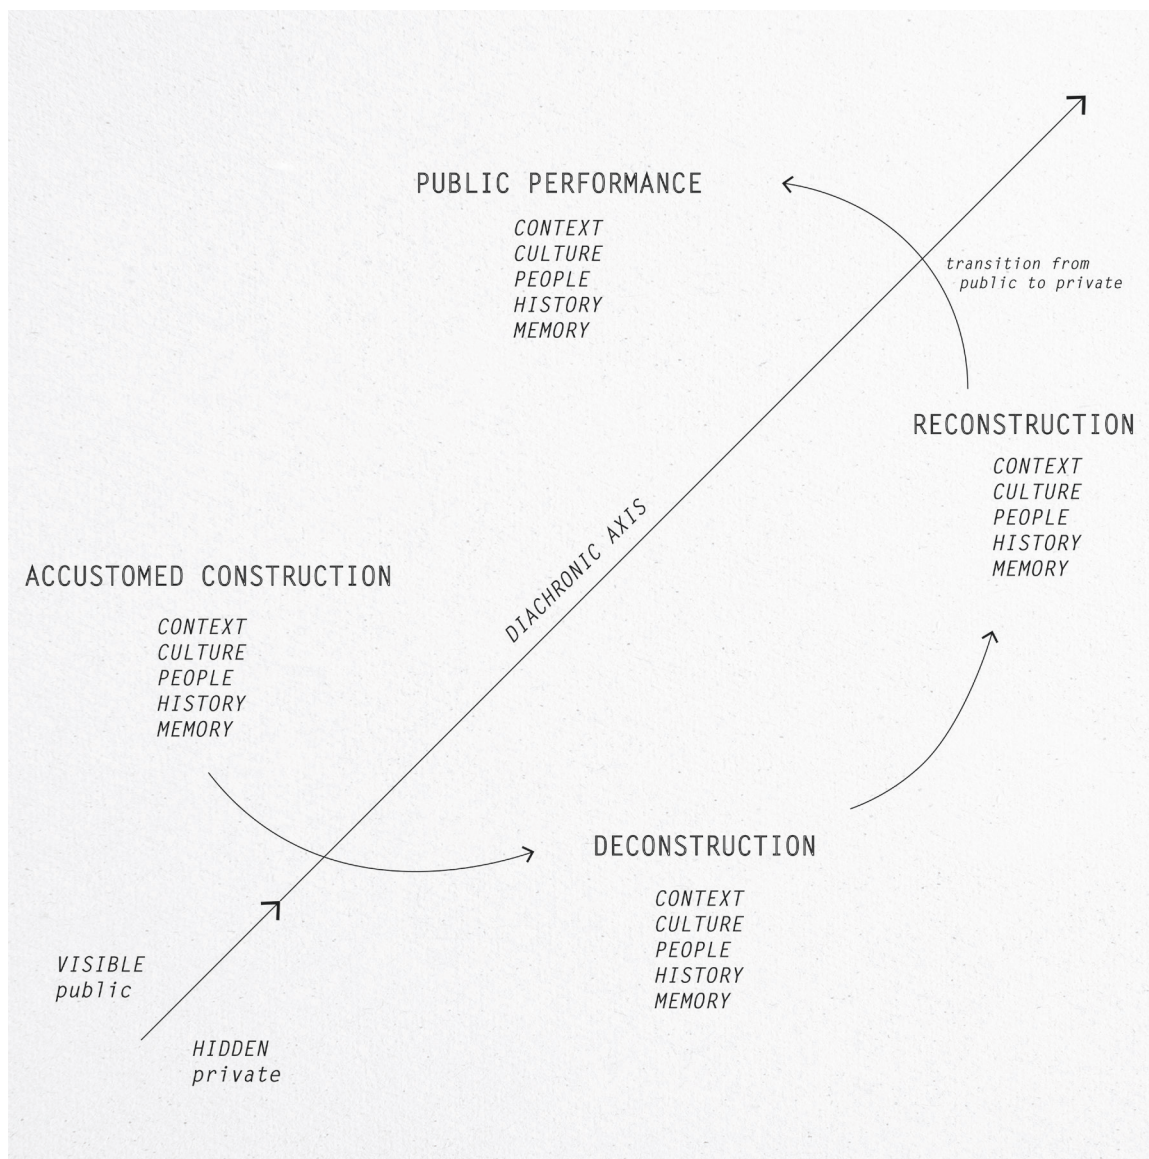 PUBLIC PERFORMANCE
CONTEXT
CULTURE
PEOPLE
HISTORY
MEMORY
transition from
public to private
RECONSTRUCTION
CONTEXT
CULTURE
PEOPLE
HISTORY
MEMORY
DIACHRONIC AXIS
ACCUSTOMED CONSTRUCTION
CONTEXT
CULTURE
PEOPLE
HISTORY
MEMORY
DECONSTRUCTION
CONTEXT
CULTURE
PEOPLE
HISTORY
MEMORY
VISIBLE
public
HIDDEN
private